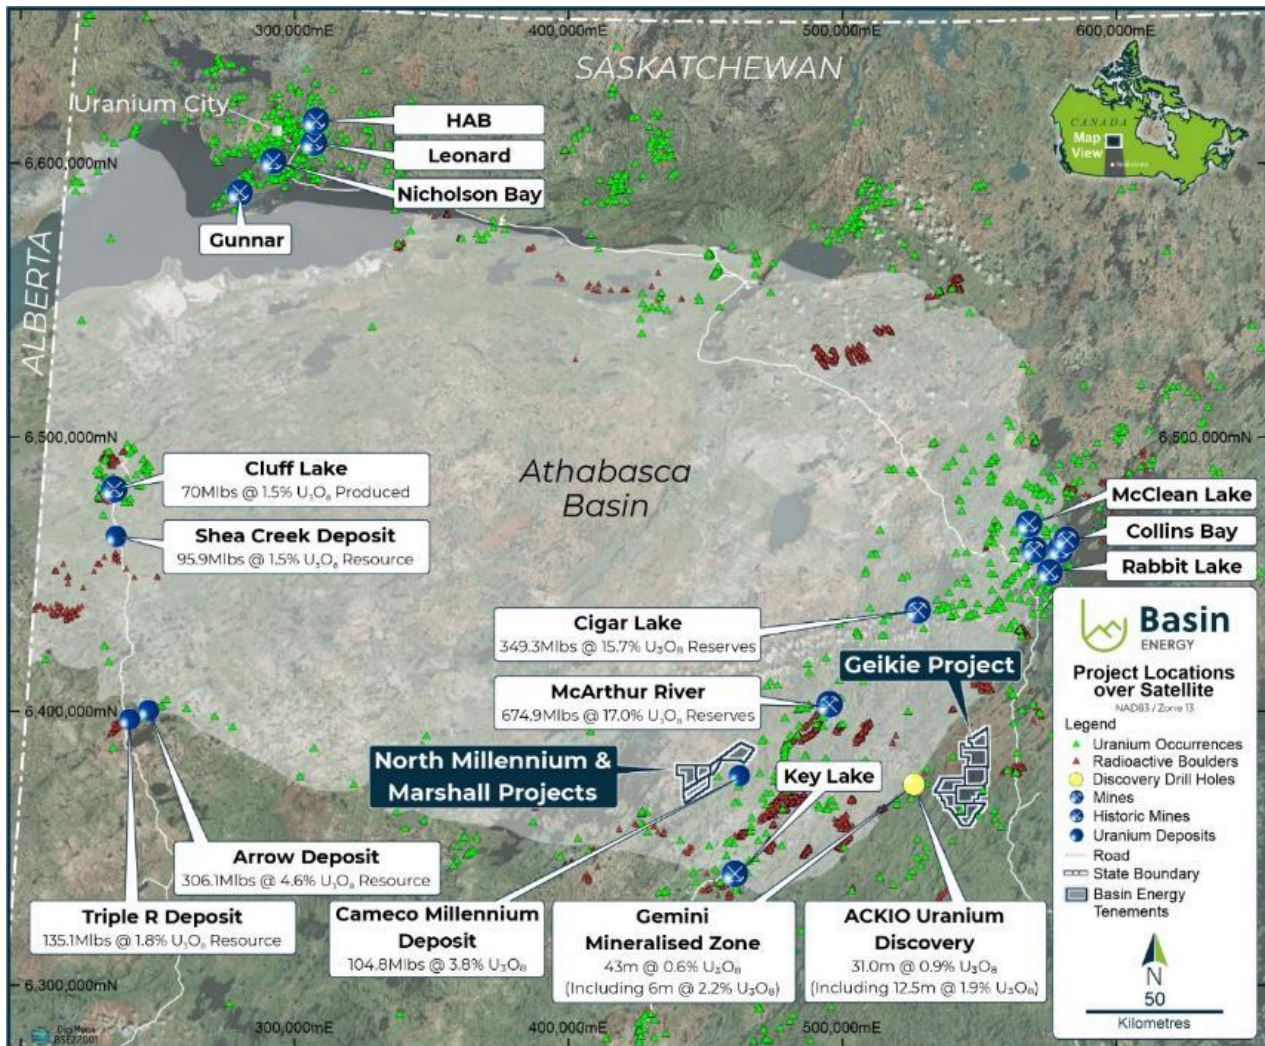 300,000mE
400,000mE
500,000mE
600,000mE
SASKATCHEWAN
Uranium City
HAB
Leonard
Nicholson Bay
Gunnar
6,600,000mN
ALBERTA
CANADA
Map
View
6,500,000mN
6,500,000mN
Athabasca
Basin
Cluff Lake
70Mlbs @ 1.5% U₃O₈ Produced
Shea Creek Deposit
95.9Mlbs @ 1.5% U₃O₈ Resource
McClean Lake
Collins Bay
Rabbit Lake
Cigar Lake
349.3Mlbs @ 15.7% U₃O₈ Reserves
Geikie Project
McArthur River
674.9Mlbs @ 17.0% U₃O₈ Reserves
6,400,000mN
North Millennium &
Marshall Projects
Key Lake
Arrow Deposit
306.1Mlbs @ 4.6% U₃O₈ Resource
Triple R Deposit
135.1Mlbs @ 1.8% U₃O₈ Resource
Cameco Millennium
Deposit
104.8Mlbs @ 3.8% U₃O₈
Gemini
Mineralised Zone
43m @ 0.6% U₃O₈
(Including 6m @ 2.2% U₃O₈)
ACKIO Uranium
Discovery
31.0m @ 0.9% U₃O₈
(Including 12.5m @ 1.9% U₃O₈)
6,300,000mN
300,000mE
400,000mE
500,000mE
Basin
ENERGY
Project Locations
over Satellite
NAD83 / Zone 13
Legend
Uranium Occurrences
Radioactive Boulders
Discovery Drill Holes
Mines
Historic Mines
Uranium Deposits
Road
State Boundary
Basin Energy
Tenements
N
50
Kilometres
BSE22001